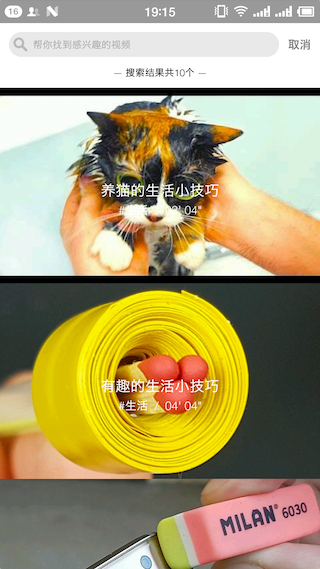 16
19:15
帮你找到感兴趣的视频
取消
— 搜索结果共10个 —
养猫的生活小技巧
04"
有趣的生活小技巧
#生活 / 04' 04"
MILAN 6030